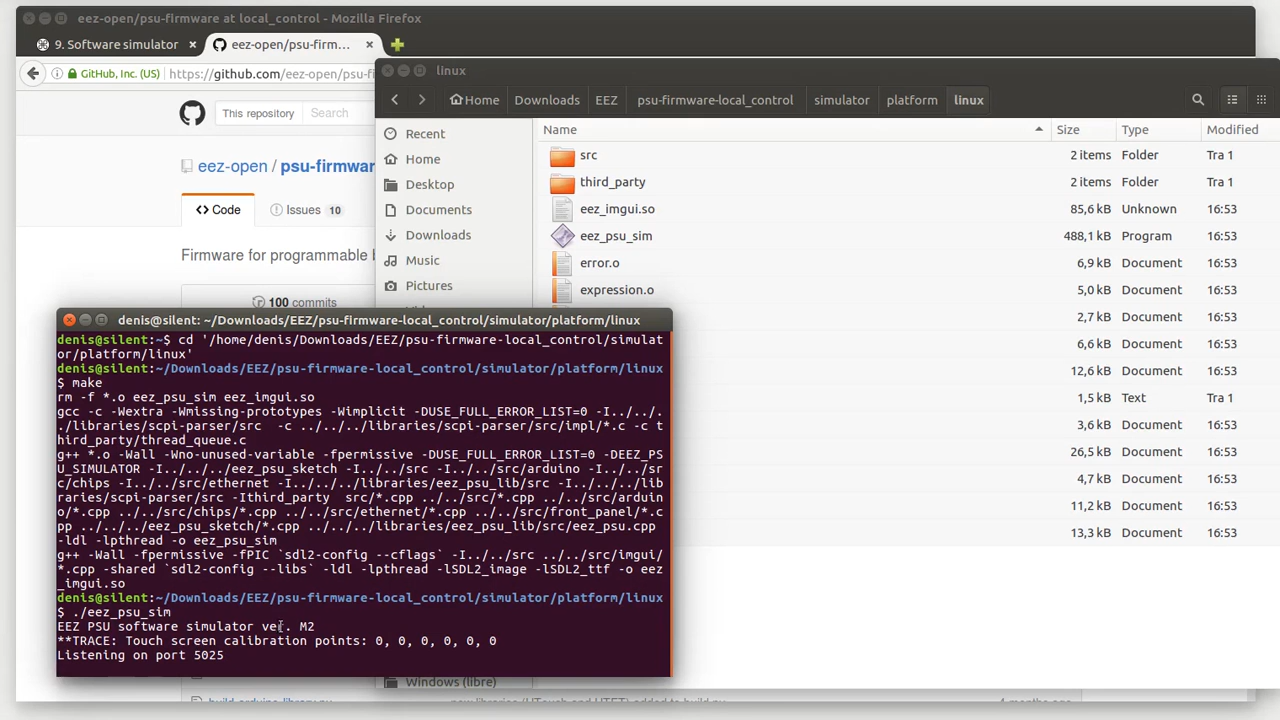 eez-open/psu-firmware at local_control - Mozilla Firefox
9. Software simulator
eez-open/psu-firm...
GitHub, Inc. (US)
https://github.com/eez-open/psu-fi
This repository
Search
eez-open / psu-firmwar
Code
Issues 10
Firmware for programmable b
100 commits
linux
Home
Downloads
EEZ
psu-firmware-local_control
simulator
platform
linux
Name
Size
Type
Modified
Recent
Home
Desktop
Documents
Downloads
Music
Pictures
Windows (libre)
src 2 items Folder Tra 1
third_party 2 items Folder Tra 1
eez_imgui.so 85,6 kB Unknown 16:53
eez_psu_sim 488,1 kB Program 16:53
error.o 6,9 kB Document 16:53
expression.o 5,0 kB Document 16:53
2,7 kB Document 16:53
6,6 kB Document 16:53
12,6 kB Document 16:53
1,5 kB Text Tra 1
3,6 kB Document 16:53
26,5 kB Document 16:53
4,7 kB Document 16:53
11,2 kB Document 16:53
13,3 kB Document 16:53
denis@silent: ~/Downloads/EEZ/psu-firmware-local_control/simulator/platform/linux
denis@silent:~$ cd '/home/denis/Downloads/EEZ/psu-firmware-local_control/simulat
or/platform/linux'
denis@silent:~/Downloads/EEZ/psu-firmware-local_control/simulator/platform/linux
$ make
rm -f *.o eez_psu_sim eez_imgui.so
gcc -c -Wextra -Wmissing-prototypes -Wimplicit -DUSE_FULL_ERROR_LIST=0 -I../../.
./libraries/scpi-parser/src  -c ../../../libraries/scpi-parser/src/impl/*.c -c t
hird_party/thread_queue.c
g++ *.o -Wall -Wno-unused-variable -fpermissive -DUSE_FULL_ERROR_LIST=0 -DEEZ_PS
U_SIMULATOR -I../../../eez_psu_sketch -I../../src -I../../src/arduino -I../../sr
c/chips -I../../src/ethernet -I../../../libraries/eez_psu_lib/src -I../../../lib
raries/scpi-parser/src -Ithird_party  src/*.cpp ../../src/*.cpp ../../src/arduin
o/*.cpp ../../src/chips/*.cpp ../../src/ethernet/*.cpp ../../src/front_panel/*.c
pp ../../../eez_psu_sketch/*.cpp ../../../libraries/eez_psu_lib/src/eez_psu.cpp
-ldl -lpthread -o eez_psu_sim
g++ -Wall -fpermissive -fPIC `sdl2-config --cflags` -I../../src ../../src/imgui/
*.cpp -shared `sdl2-config --libs` -ldl -lpthread -lSDL2_image -lSDL2_ttf -o eez
_imgui.so
denis@silent:~/Downloads/EEZ/psu-firmware-local_control/simulator/platform/linux
$ ./eez_psu_sim
EEZ PSU software simulator ver. M2
**TRACE: Touch screen calibration points: 0, 0, 0, 0, 0, 0
Listening on port 5025